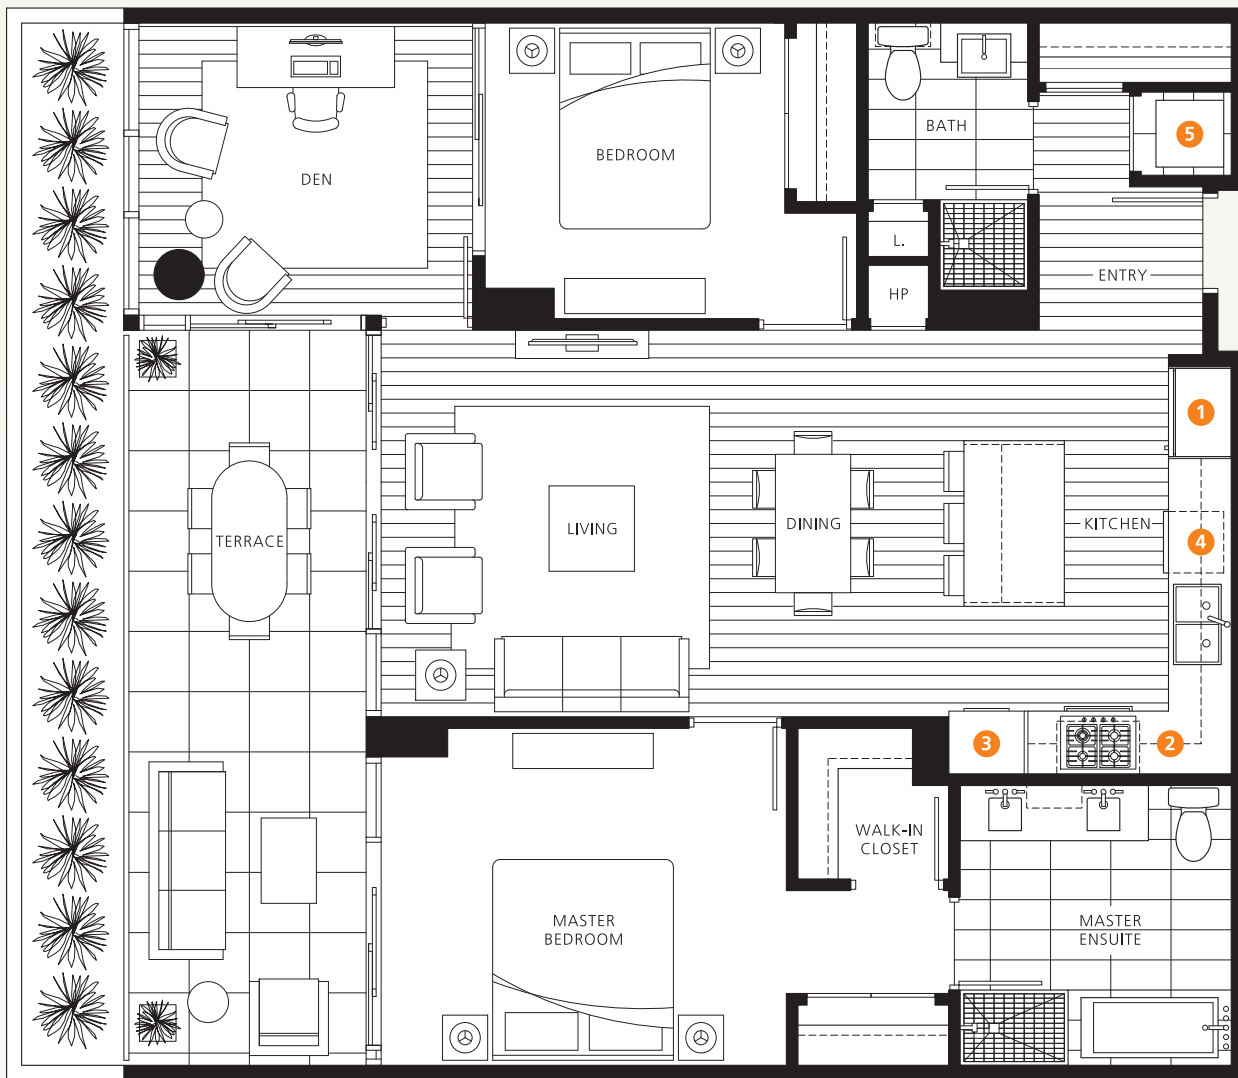 5
BATH
BEDROOM
DEN
L.
ENTRY
HP
1
LIVING
DINING
KITCHEN
TERRACE
4
3
2
WALK-IN
CLOSET
MASTER
BEDROOM
MASTER
ENSUITE